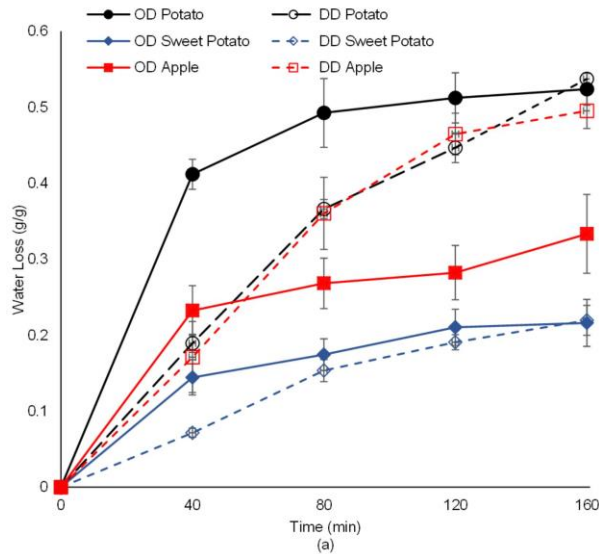 OD Potato DD Potato
OD Sweet Potato DD Sweet Potato
OD Apple DD Apple
0.6
0.5
0.4
0.3
0.2
0.1
0
Water Loss (g/g)
0 40 80 120 160
Time (min)
(a)